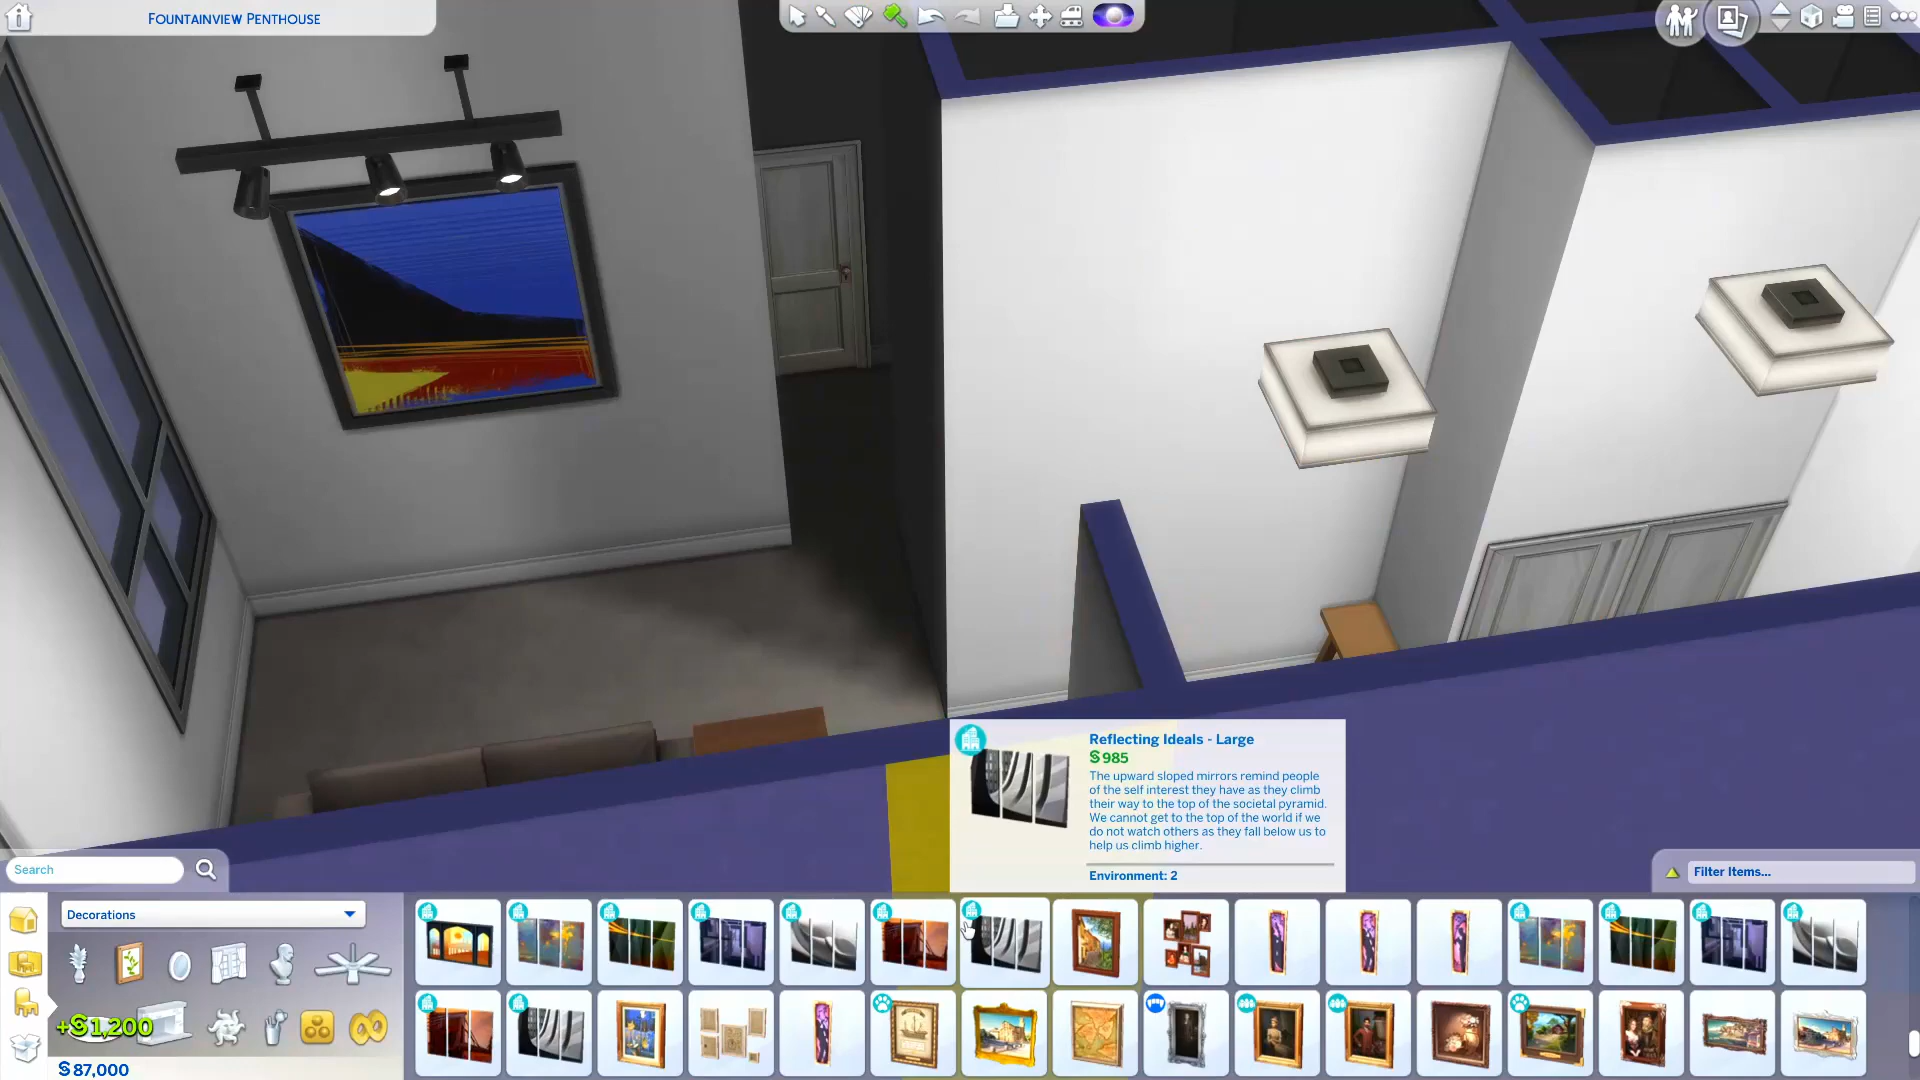 Fountainview Penthouse
Reflecting Ideals - Large
§985
The upward sloped mirrors remind people
of the self interest they have as they climb
their way to the top of the societal pyramid.
We cannot get to the top of the world if we
do not watch others as they fall below us to
help us climb higher.
Environment: 2
Search
Filter Items...
Decorations
+§1,200
§87,000